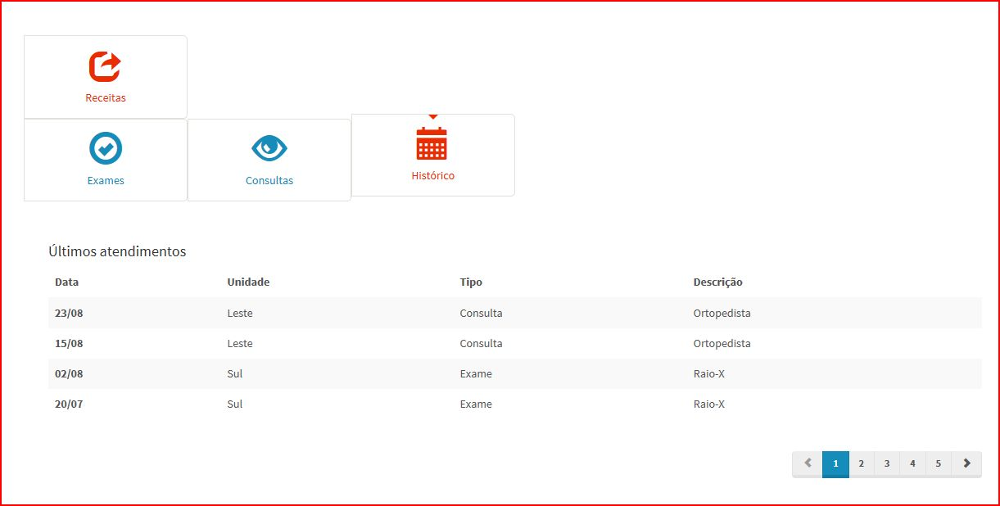 Receitas
Exames
Consultas
Histórico
Últimos atendimentos
Data Unidade Tipo Descrição
23/08 Leste Consulta Ortopedista
15/08 Leste Consulta Ortopedista
02/08 Sul Exame Raio-X
20/07 Sul Exame Raio-X
1 2 3 4 5